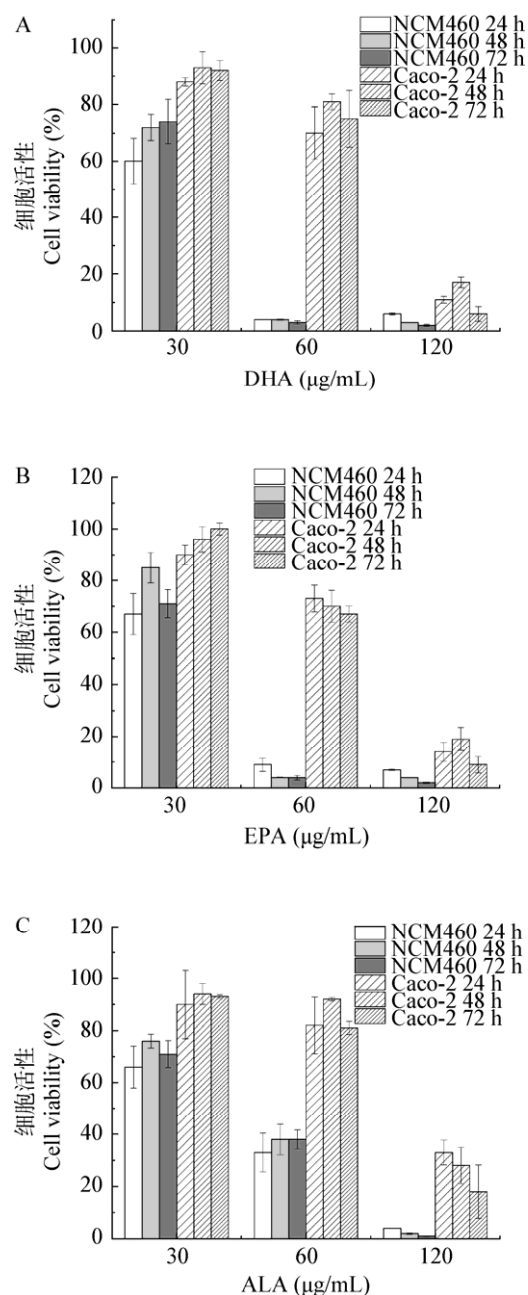 A
NCM460 24 h
NCM460 48 h
NCM460 72 h
Caco-2 24 h
Caco-2 48 h
Caco-2 72 h
细胞活性
Cell viability (%)
100
80
60
40
20
0
30 60 120
DHA (μg/mL)
B
NCM460 24 h
NCM460 48 h
NCM460 72 h
Caco-2 24 h
Caco-2 48 h
Caco-2 72 h
细胞活性
Cell viability (%)
120
100
80
60
40
20
0
30 60 120
EPA (μg/mL)
C
NCM460 24 h
NCM460 48 h
NCM460 72 h
Caco-2 24 h
Caco-2 48 h
Caco-2 72 h
细胞活性
Cell viability (%)
120
100
80
60
40
20
0
30 60 120
ALA (μg/mL)